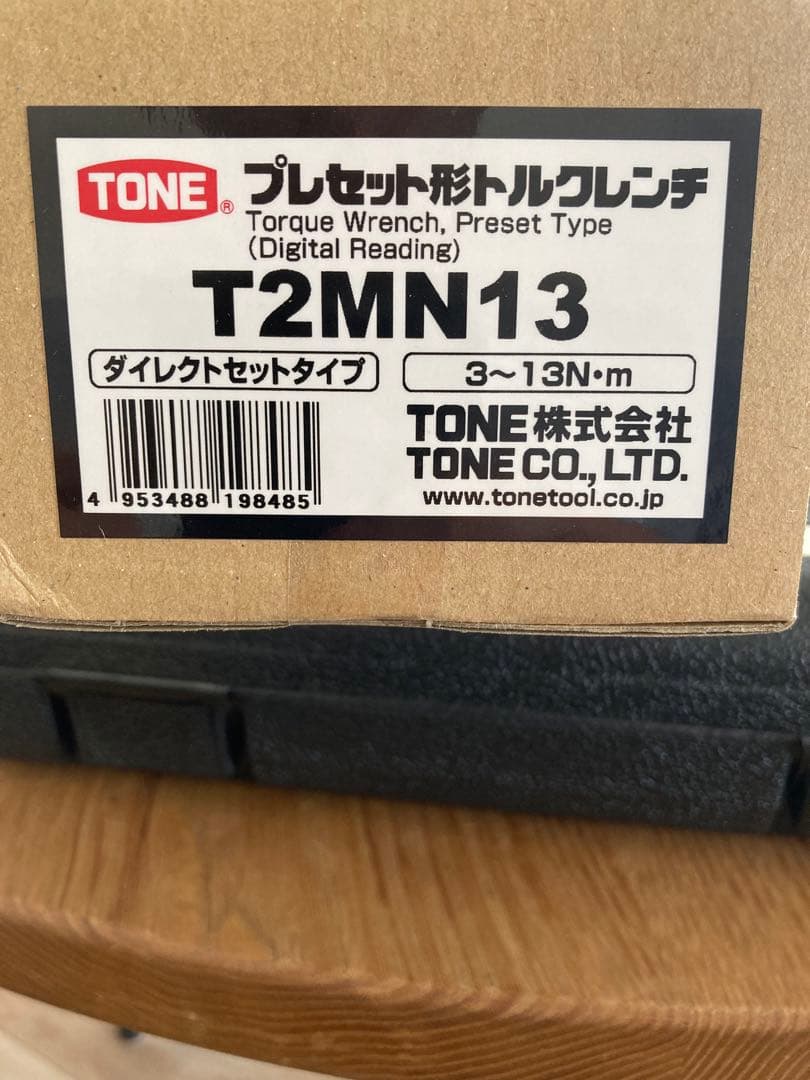 TONE® プレセット形トルクレンチ
Torque Wrench, Preset Type
(Digital Reading)
T2MN13
ダイレクトセットタイプ 3～13N・m
TONE株式会社
TONE CO., LTD.
www.tonetool.co.jp
4 953488 198485